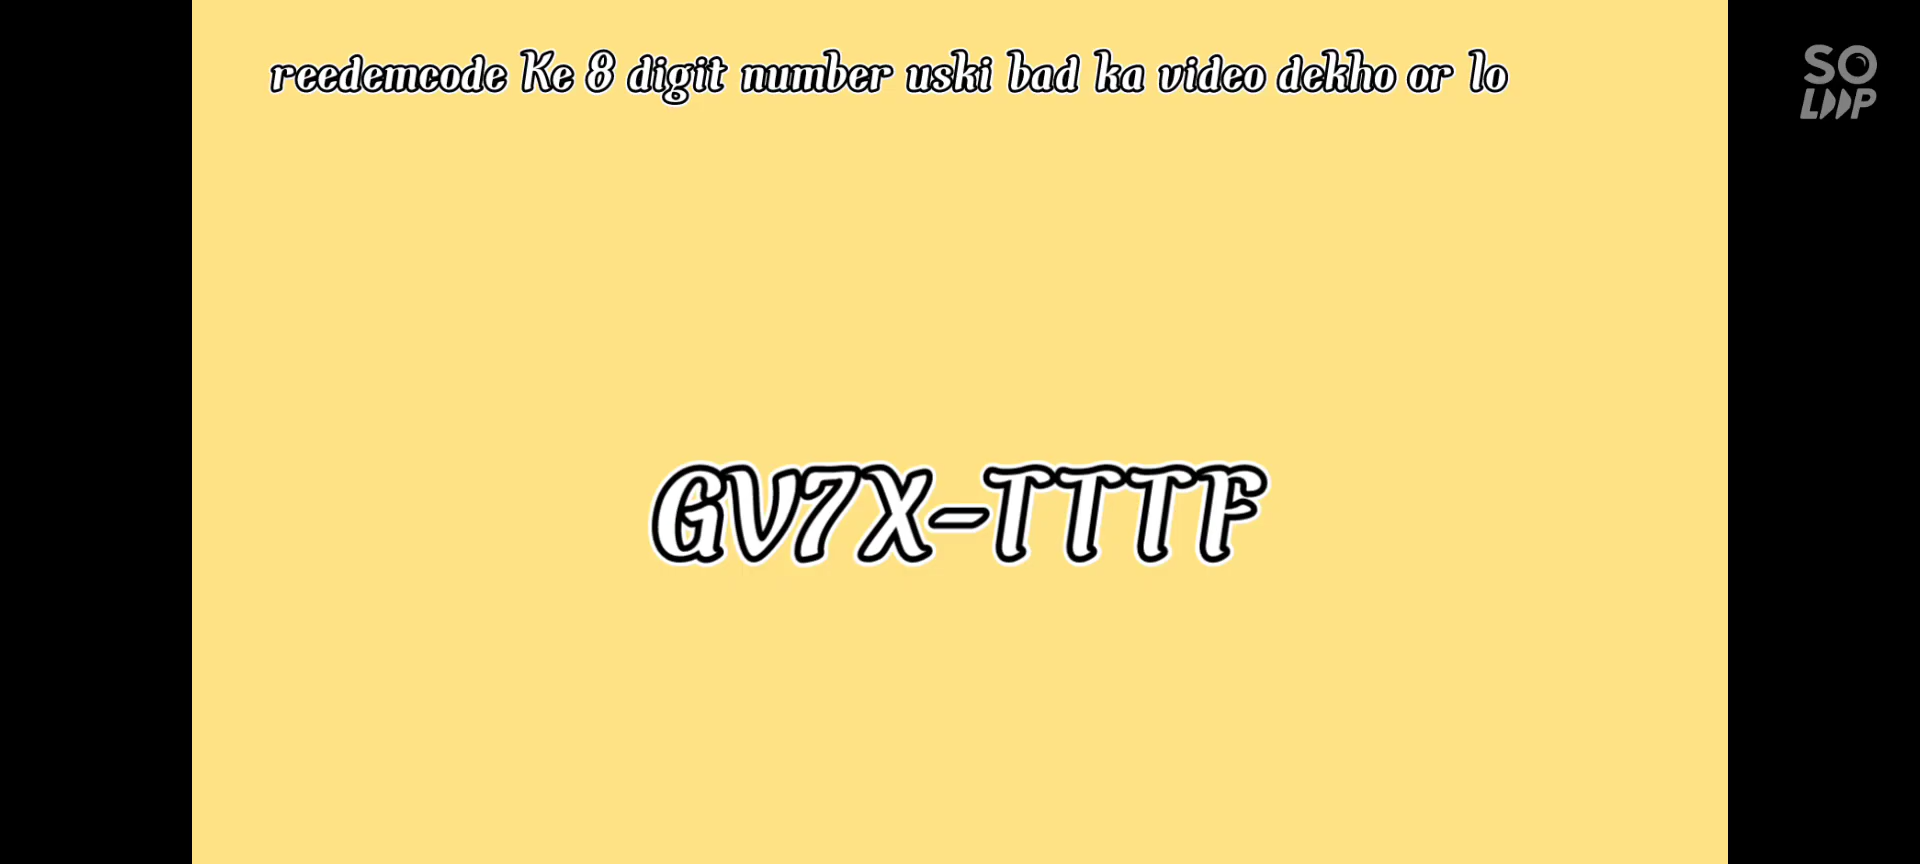 reedemcode Ke 8 digit number uski bad ka video dekho or lo
SO
LOOP
GV7X-TTTF